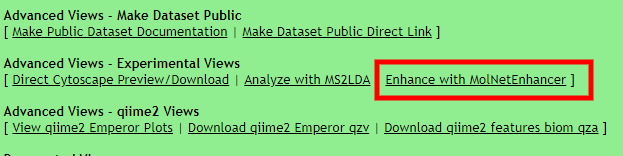 Advanced Views - Make Dataset Public
[ Make Public Dataset Documentation | Make Dataset Public Direct Link ]
Advanced Views - Experimental Views
[ Direct Cytoscape Preview/Download | Analyze with MS2LDA Enhance with MolNetEnhancer ]
Advanced Views - qiime2 Views
[ View qiime2 Emperor Plots | Download qiime2 Emperor qzv | Download qiime2 features biom qza ]